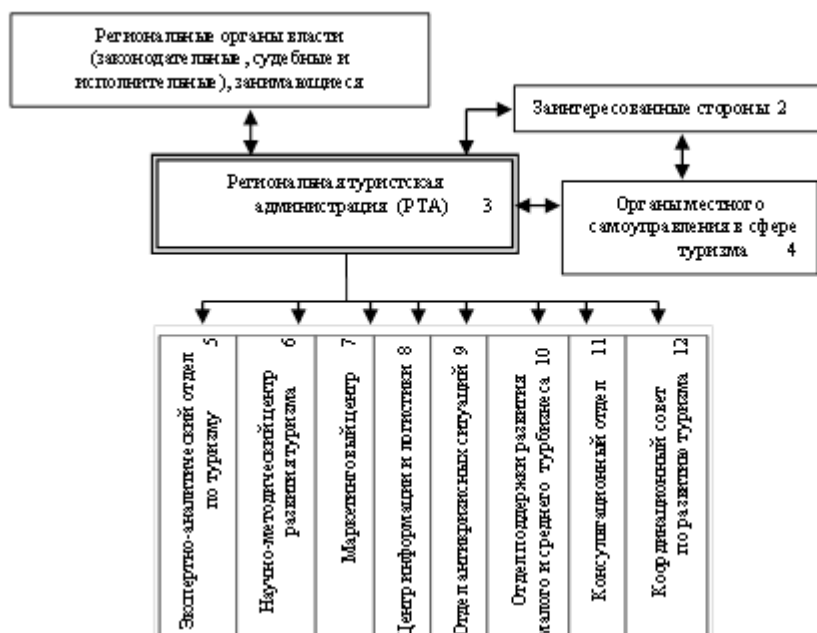 Региональные органы власти
(законодательные, судебные и
исполнительные), занимающиеся
Заинтересованные стороны 2
Региональная туристская
администрация (РТА) 3
Органы местного
самоуправления в сфере
туризма 4
Экспертно-аналитический отдел
по туризму 5
Научно-методический центр
развития туризма 6
Маркетинговый центр 7
Центр информации и логистики 8
Отдел антикризисных ситуаций 9
Отдел поддержки развития
малого и среднего турбизнеса 10
Консультационный отдел 11
Координационный совет
по развитию туризма 12